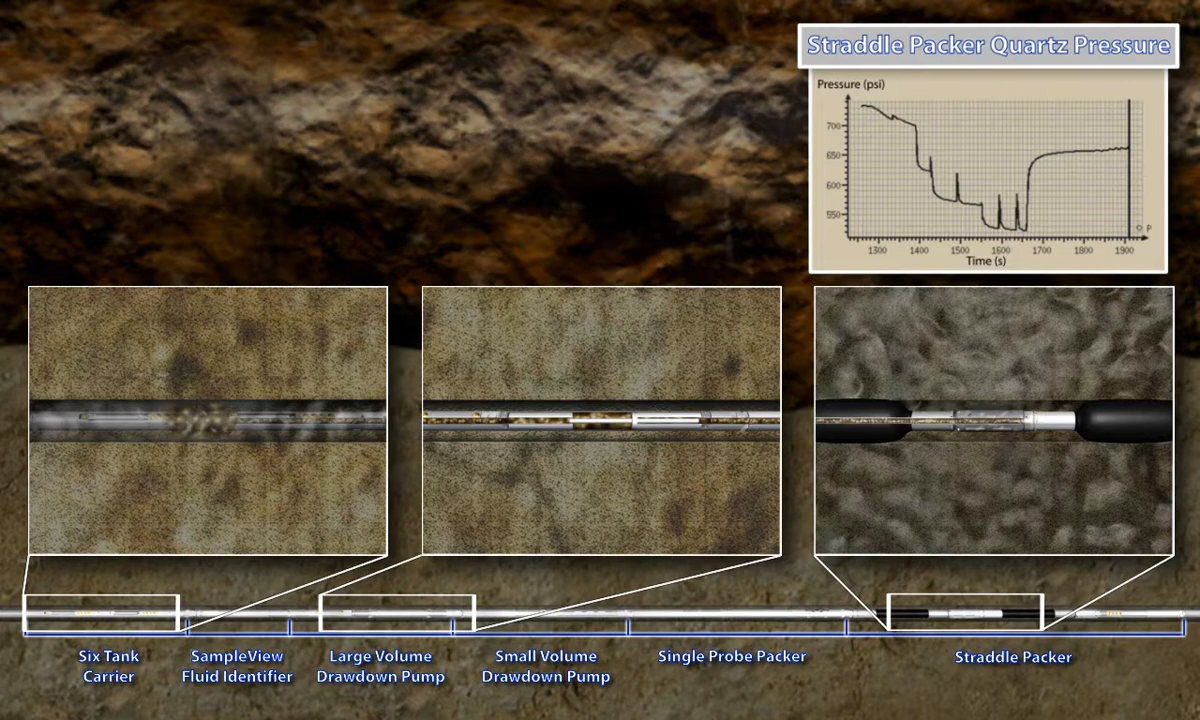 Straddle Packer Quartz Pressure
Pressure (psi)
700
650
600
550
1300 1400 1500 1600 1700 1800 1900
Time (s)
P
Six Tank
Carrier
SampleView
Fluid Identifier
Large Volume
Drawdown Pump
Small Volume
Drawdown Pump
Single Probe Packer
Straddle Packer